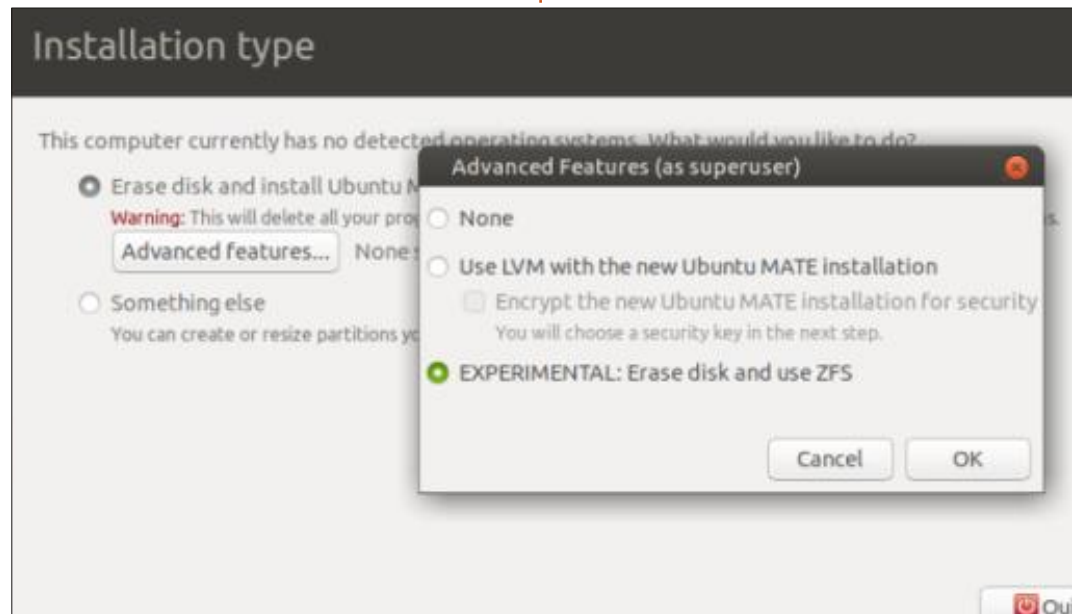 Installation type
This computer currently has no detected operating systems. What would you like to do?
Erase disk and install Ubuntu
Warning: This will delete all your
Advanced features... None
Something else
You can create or resize partitions
Advanced Features (as superuser)
None
Use LVM with the new Ubuntu MATE installation
Encrypt the new Ubuntu MATE installation for security
You will choose a security key in the next step.
EXPERIMENTAL: Erase disk and use ZFS
Cancel OK